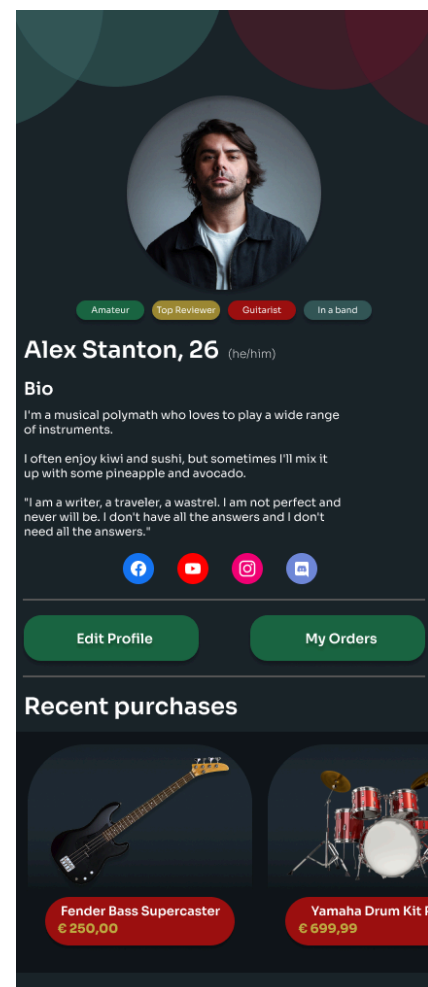 Amateur
Top Reviewer
Guitarist
In a band
Alex Stanton, 26 (he/him)
Bio
I'm a musical polymath who loves to play a wide range
of instruments.
I often enjoy kiwi and sushi, but sometimes I'll mix it
up with some pineapple and avocado.
"I am a writer, a traveler, a wastrel. I am not perfect and
never will be. I don't have all the answers and I don't
need all the answers."
Edit Profile
My Orders
Recent purchases
Fender Bass Supercaster
€ 250,00
Yamaha Drum Kit
€ 699,99